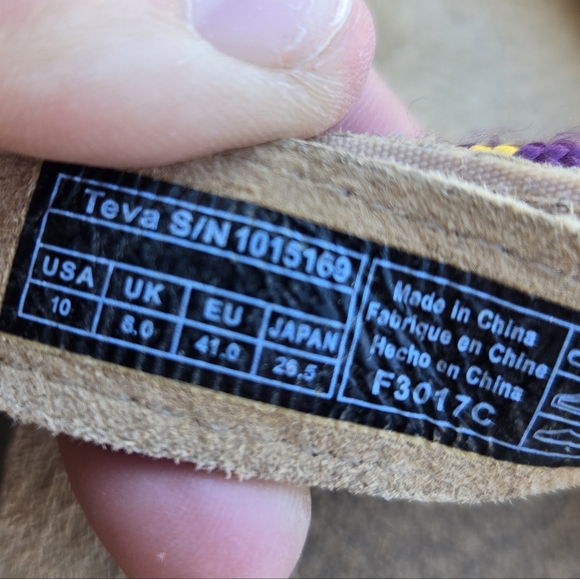 Teva S/N 1015169
USA UK EU JAPAN
10 8.0 41.0 26.5
Made in China
Fabrique en Chine
Hecho en China
F3017C